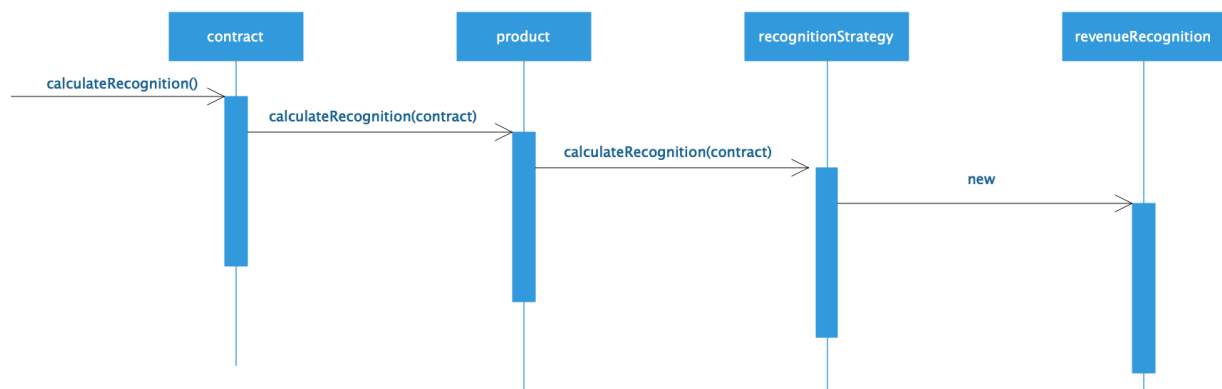 contract
product
recognitionStrategy
revenueRecognition
calculateRecognition()
calculateRecognition(contract)
calculateRecognition(contract)
new